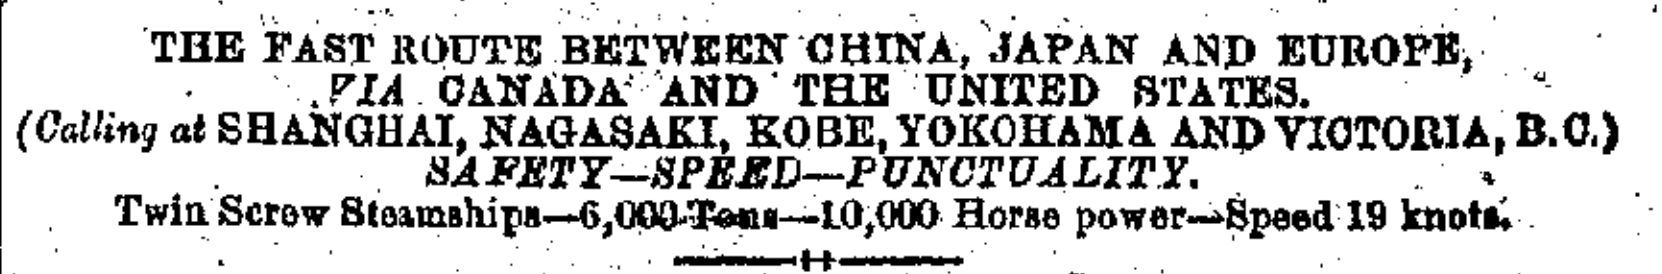 THE FAST ROUTE BETWEEN CHINA, JAPAN AND EUROPE,
VIA CANADA AND THE UNITED STATES.
(Calling at SHANGHAI, NAGASAKI, KOBE, YOKOHAMA AND VICTORIA, B.C.)
SAFETY—SPEED—PUNCTUALITY.
Twin Screw Steamships—6,000 Tons—10,000 Horse power—Speed 19 knots.